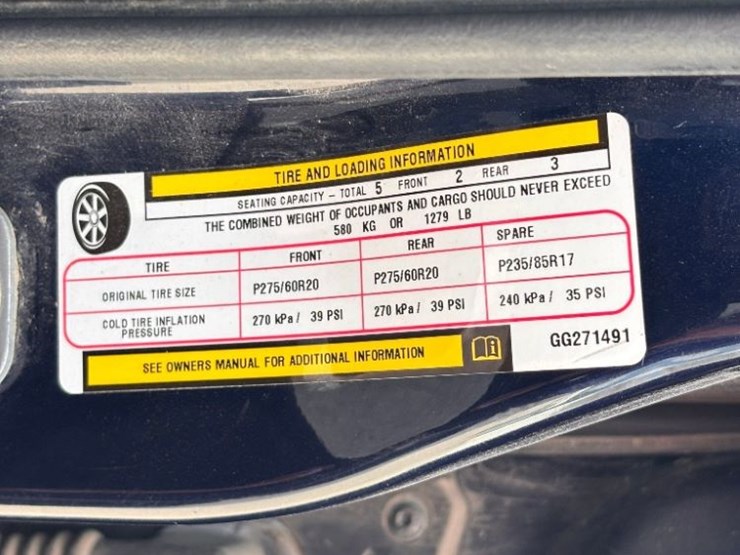 TIRE AND LOADING INFORMATION
SEATING CAPACITY – TOTAL 5 FRONT 2 REAR 3
THE COMBINED WEIGHT OF OCCUPANTS AND CARGO SHOULD NEVER EXCEED
580 KG OR 1279 LB
TIRE FRONT REAR SPARE
ORIGINAL TIRE SIZE P275/60R20 P275/60R20 P235/85R17
COLD TIRE INFLATION PRESSURE 270 kPa / 39 PSI 270 kPa / 39 PSI 240 kPa / 35 PSI
SEE OWNERS MANUAL FOR ADDITIONAL INFORMATION
GG271491